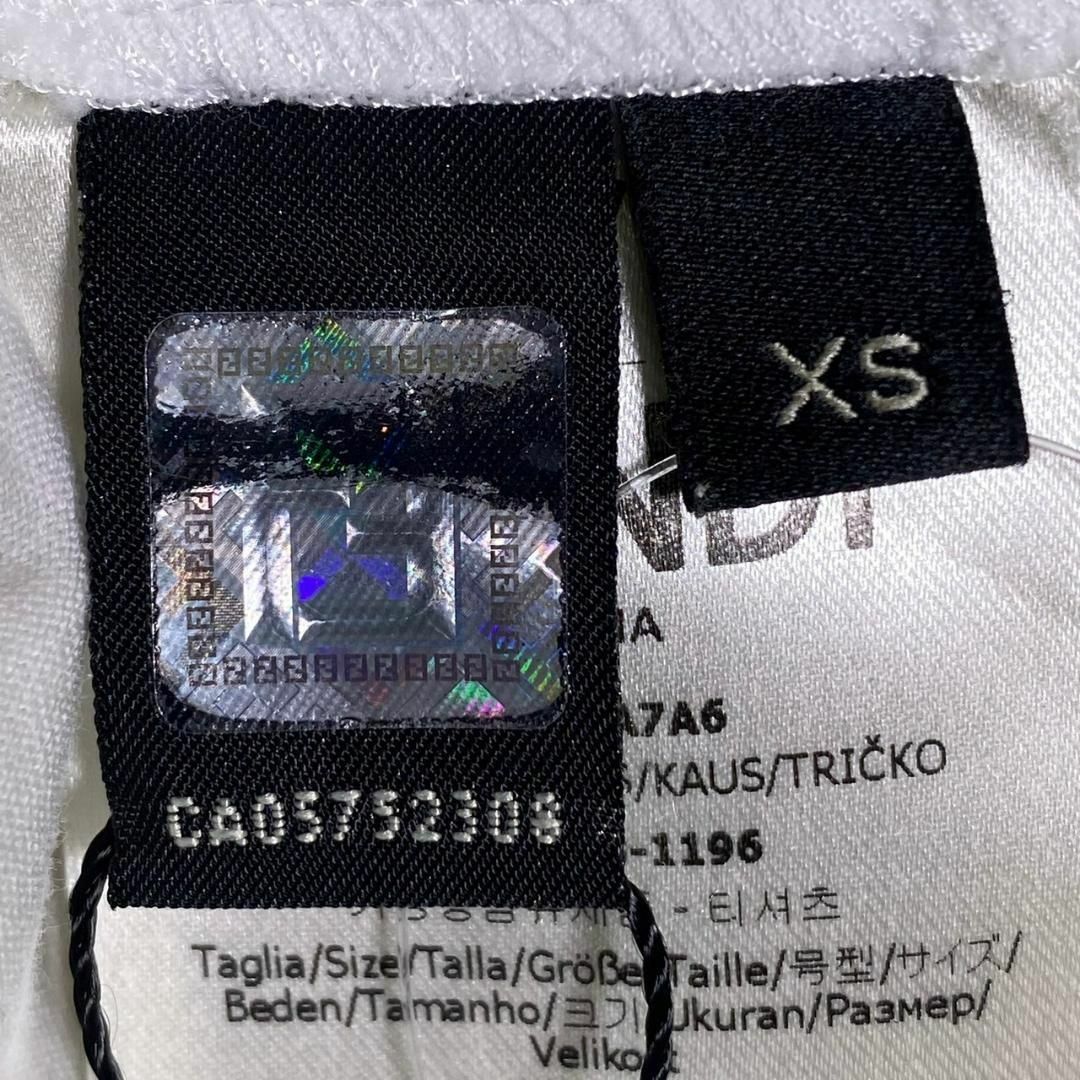 XS
NDI
IA
A7A6
/KAUS/TRIČKO
-1196
CA05752308
- 티셔츠
Taglia/Size/Talla/Größe/Taille/号型/サイズ/
Beden/Tamanho/크기/Ukuran/Размер/
Velikost